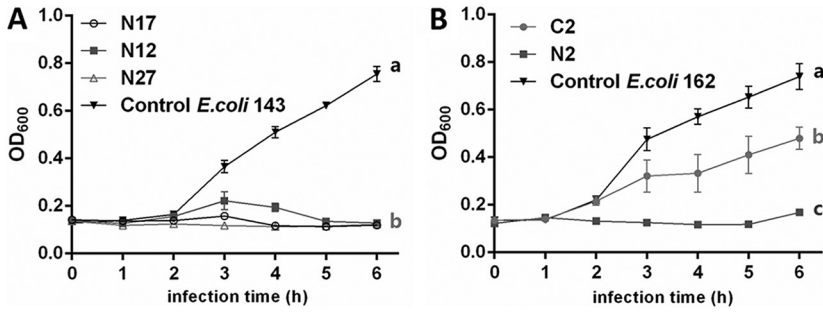 A
N17
N12
N27
Control E.coli 143
a
b
OD600
1.0
0.8
0.6
0.4
0.2
0.0
0 1 2 3 4 5 6
infection time (h)
B
C2
N2
Control E.coli 162
a
b
c
OD600
1.0
0.8
0.6
0.4
0.2
0.0
0 1 2 3 4 5 6
infection time (h)